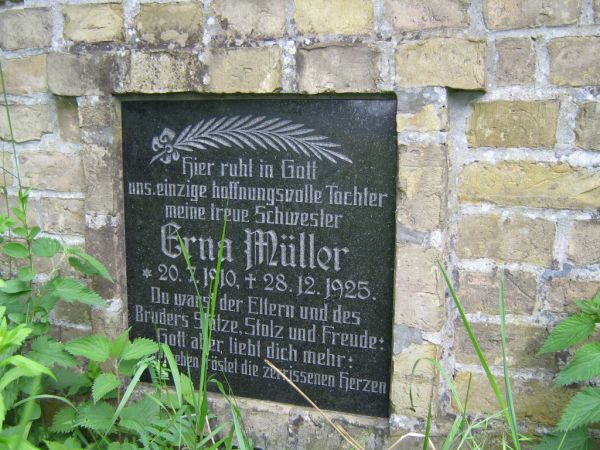 Hier ruht in Gott
uns. einzige hoffnungsvolle Tochter
meine treue Schwester
Erna Müller
* 20. 7. 1910, + 28. 12. 1925.
Du warst der Eltern und des
Bruders Stütze, Stolz und Freude;
Gott aber liebt dich mehr;
tröstet die zerrissenen Herzen